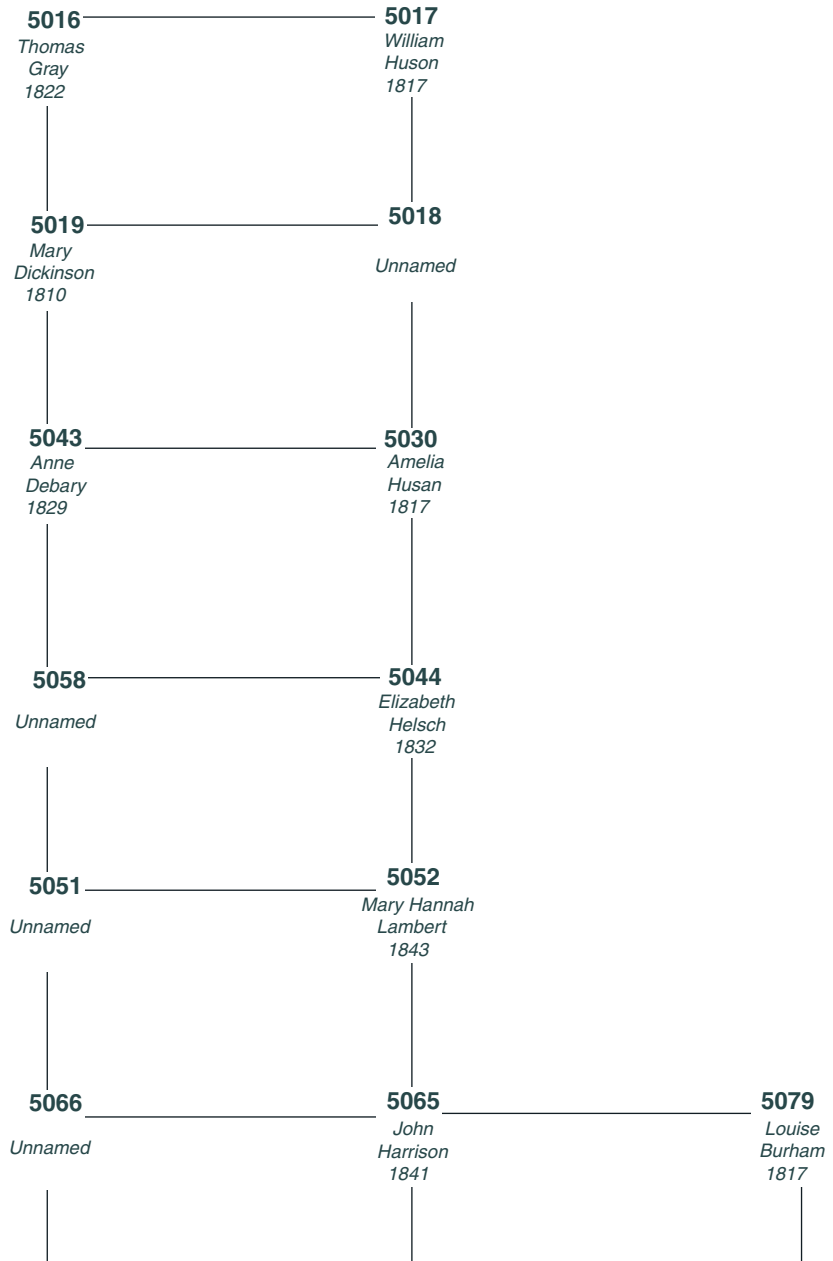 5016
Thomas
Gray
1822
5017
William
Huson
1817
5019
Mary
Dickinson
1810
5018
Unnamed
5043
Anne
Debary
1829
5030
Amelia
Husan
1817
5058
Unnamed
5044
Elizabeth
Helsch
1832
5051
Unnamed
5052
Mary Hannah
Lambert
1843
5066
Unnamed
5065
John
Harrison
1841
5079
Louise
Burham
1817